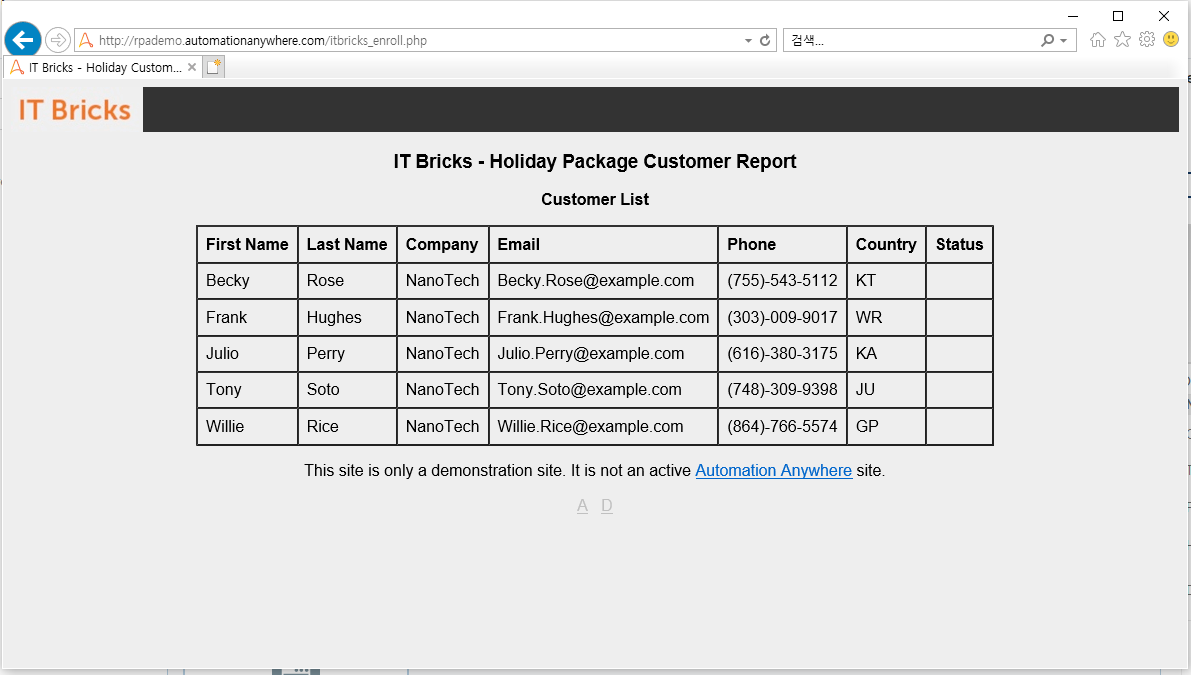 http://rpademo.automationanywhere.com/itbricks_enroll.php
검색...
IT Bricks - Holiday Custom...
IT Bricks
IT Bricks - Holiday Package Customer Report
Customer List
First Name Last Name Company Email Phone Country Status
Becky Rose NanoTech Becky.Rose@example.com (755)-543-5112 KT
Frank Hughes NanoTech Frank.Hughes@example.com (303)-009-9017 WR
Julio Perry NanoTech Julio.Perry@example.com (616)-380-3175 KA
Tony Soto NanoTech Tony.Soto@example.com (748)-309-9398 JU
Willie Rice NanoTech Willie.Rice@example.com (864)-766-5574 GP
This site is only a demonstration site. It is not an active Automation Anywhere site.
A D